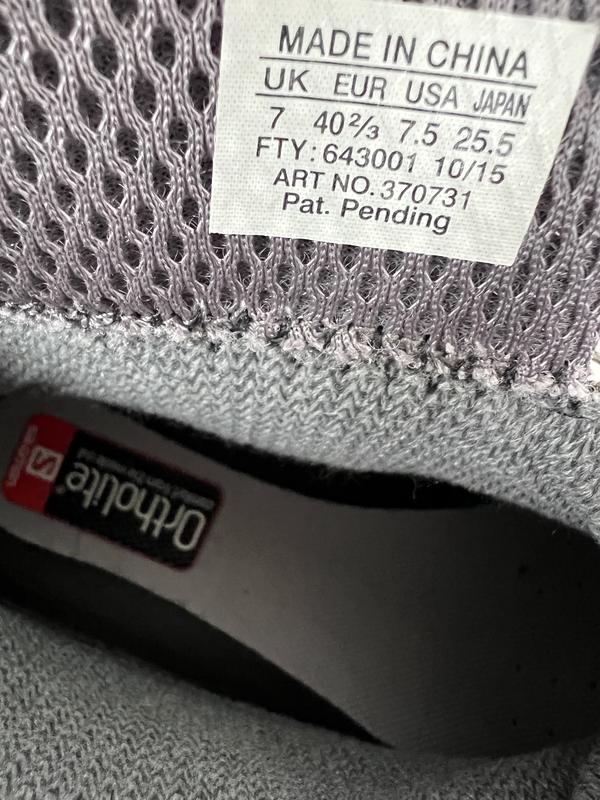 MADE IN CHINA
UK EUR USA JAPAN
7 40⅔ 7.5 25.5
FTY: 643001 10/15
ART NO. 370731
Pat. Pending
Ortholite®